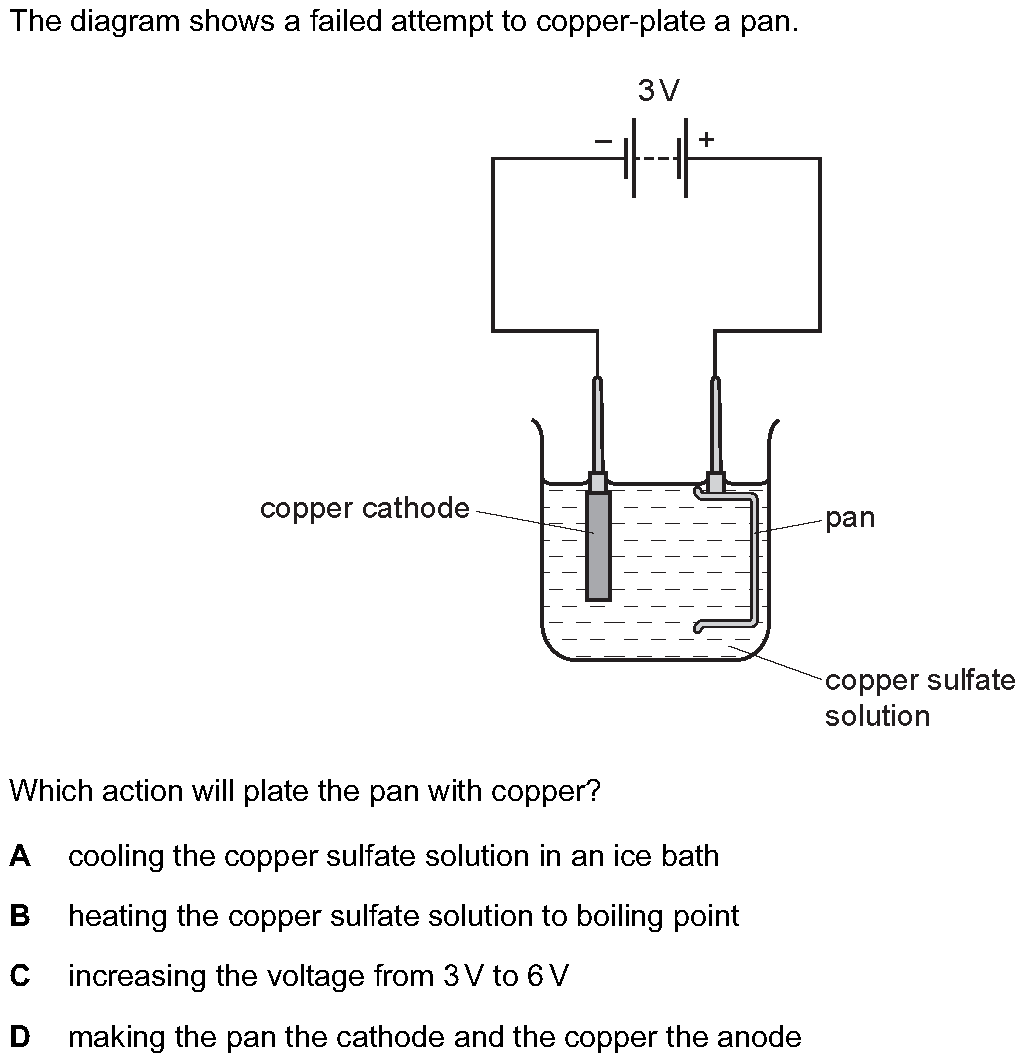 The diagram shows a failed attempt to copper-plate a pan.
3 V
– +
copper cathode
pan
copper sulfate
solution
Which action will plate the pan with copper?
A cooling the copper sulfate solution in an ice bath
B heating the copper sulfate solution to boiling point
C increasing the voltage from 3 V to 6 V
D making the pan the cathode and the copper the anode